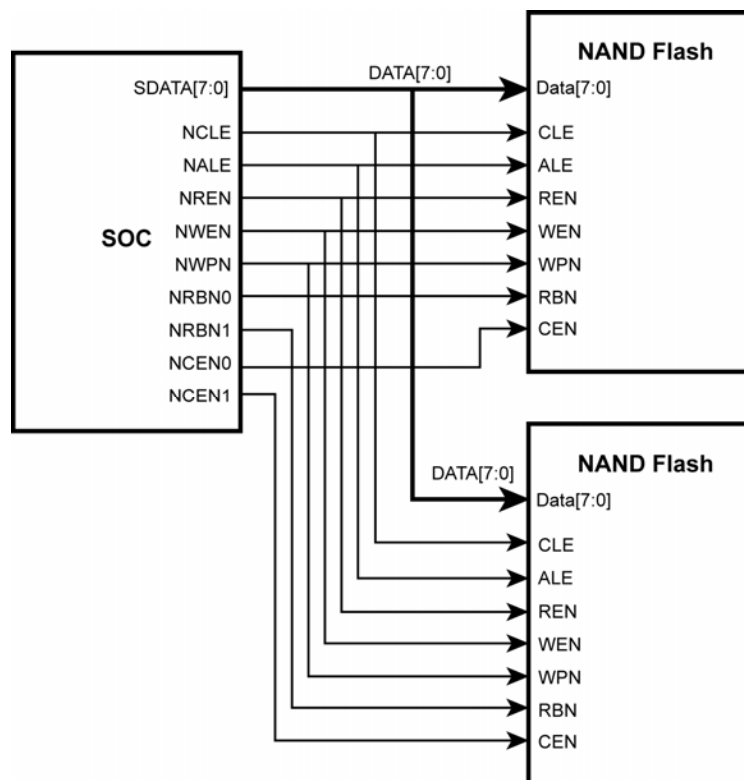 SOC
SDATA[7:0]
NCLE
NALE
NREN
NWEN
NWPN
NRBN0
NRBN1
NCEN0
NCEN1
DATA[7:0]
NAND Flash
Data[7:0]
CLE
ALE
REN
WEN
WPN
RBN
CEN
DATA[7:0]
NAND Flash
Data[7:0]
CLE
ALE
REN
WEN
WPN
RBN
CEN